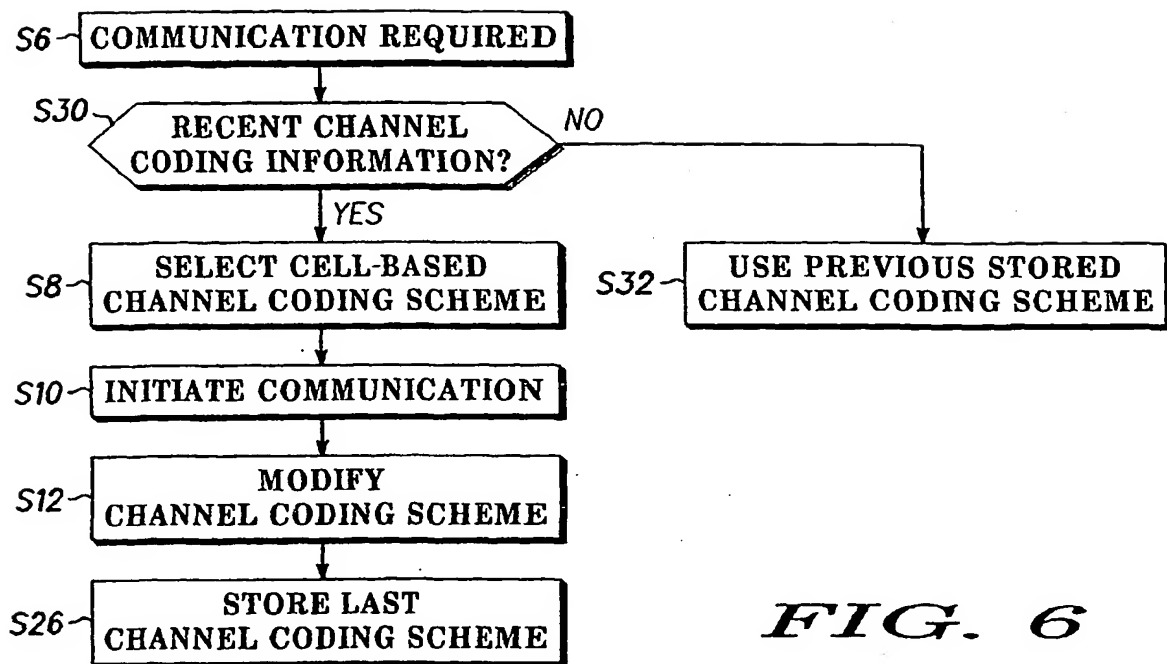 S6
COMMUNICATION REQUIRED
S30
RECENT CHANNEL
CODING INFORMATION?
NO
YES
S8
SELECT CELL-BASED
CHANNEL CODING SCHEME
S32
USE PREVIOUS STORED
CHANNEL CODING SCHEME
S10
INITIATE COMMUNICATION
S12
MODIFY
CHANNEL CODING SCHEME
S26
STORE LAST
CHANNEL CODING SCHEME
FIG. 6